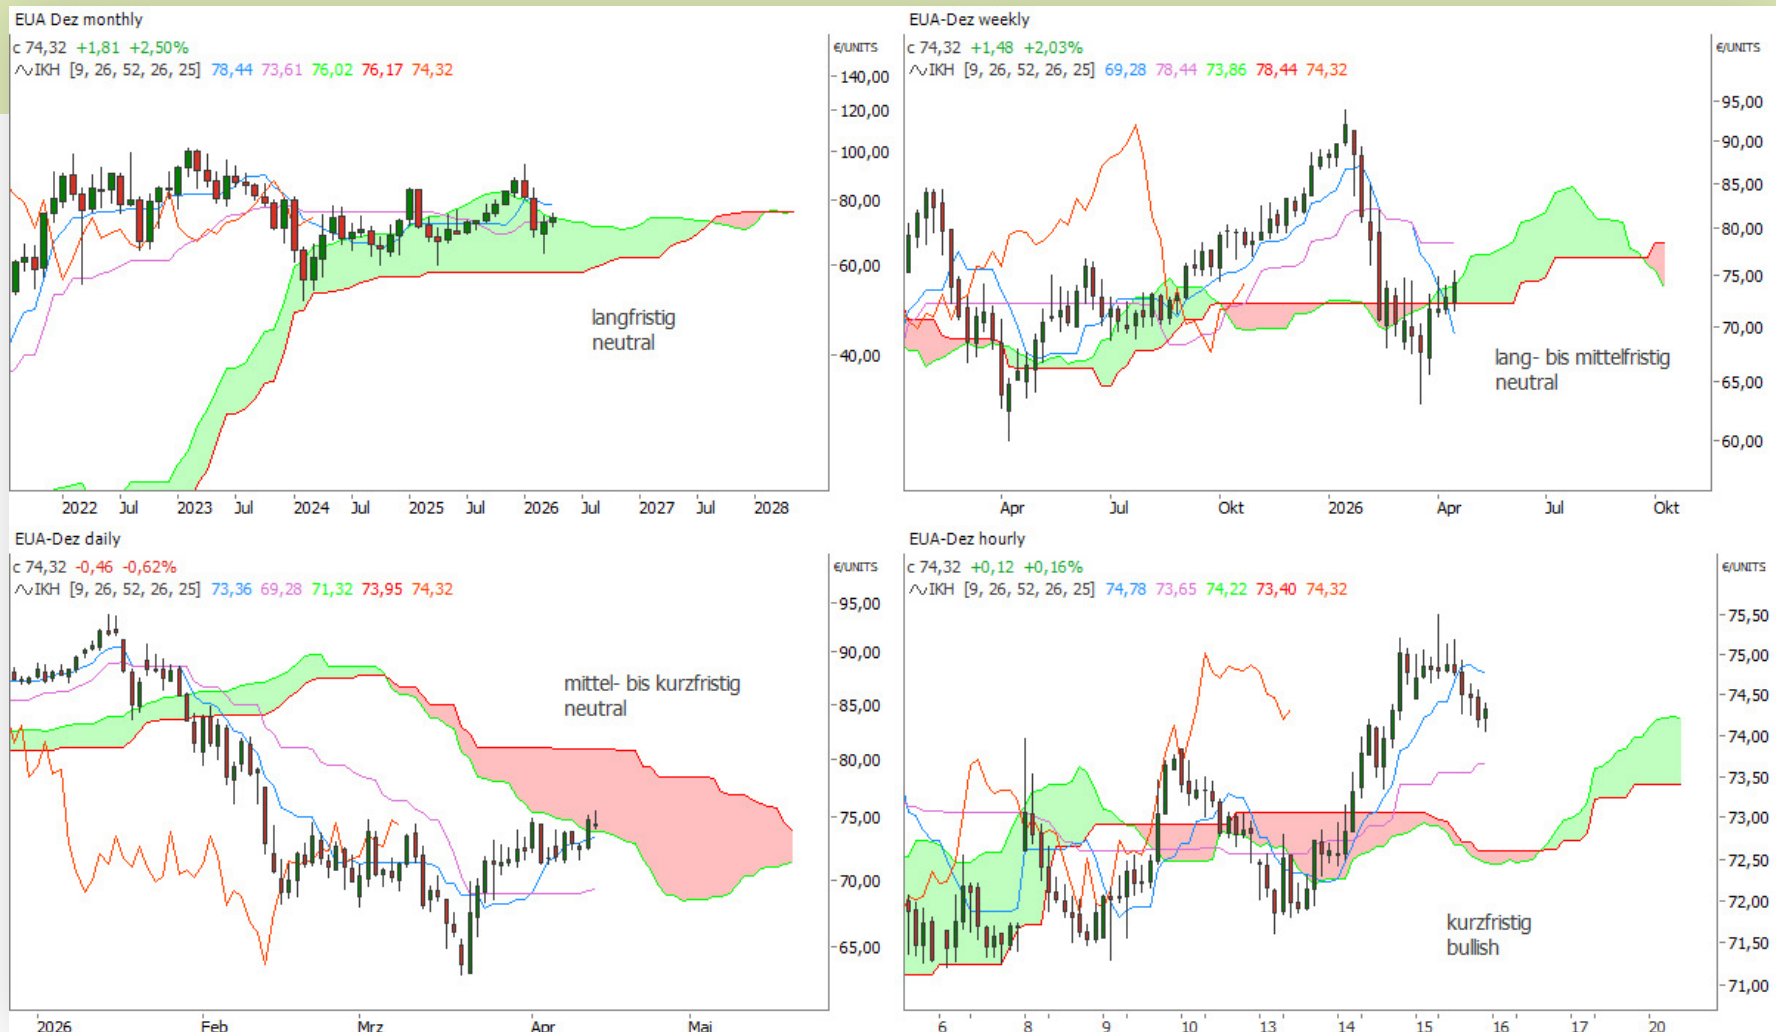 EUA Dez monthly
c 74,32 +1,81 +2,50%
IKH [9, 26, 52, 26, 25] 78,44 73,61 76,02 76,17 74,32
€/UNITS
140,00
120,00
100,00
80,00
60,00
40,00
langfristig
neutral
2022 Jul 2023 Jul 2024 Jul 2025 Jul 2026 Jul 2027 Jul 2028
EUA-Dez weekly
c 74,32 +1,48 +2,03%
IKH [9, 26, 52, 26, 25] 69,28 78,44 73,86 78,44 74,32
€/UNITS
95,00
90,00
85,00
80,00
75,00
70,00
65,00
60,00
lang- bis mittelfristig
neutral
Apr Jul Okt 2026 Apr Jul Okt
EUA-Dez daily
c 74,32 -0,46 -0,62%
IKH [9, 26, 52, 26, 25] 73,36 69,28 71,32 73,95 74,32
€/UNITS
95,00
90,00
85,00
80,00
75,00
70,00
65,00
mittel- bis kurzfristig
neutral
2026 Feb Mrz Apr Mai
EUA-Dez hourly
c 74,32 +0,12 +0,16%
IKH [9, 26, 52, 26, 25] 74,78 73,65 74,22 73,40 74,32
€/UNITS
75,50
75,00
74,50
74,00
73,50
73,00
72,50
72,00
71,50
71,00
kurzfristig
bullish
6 8 9 10 13 14 15 16 17 20